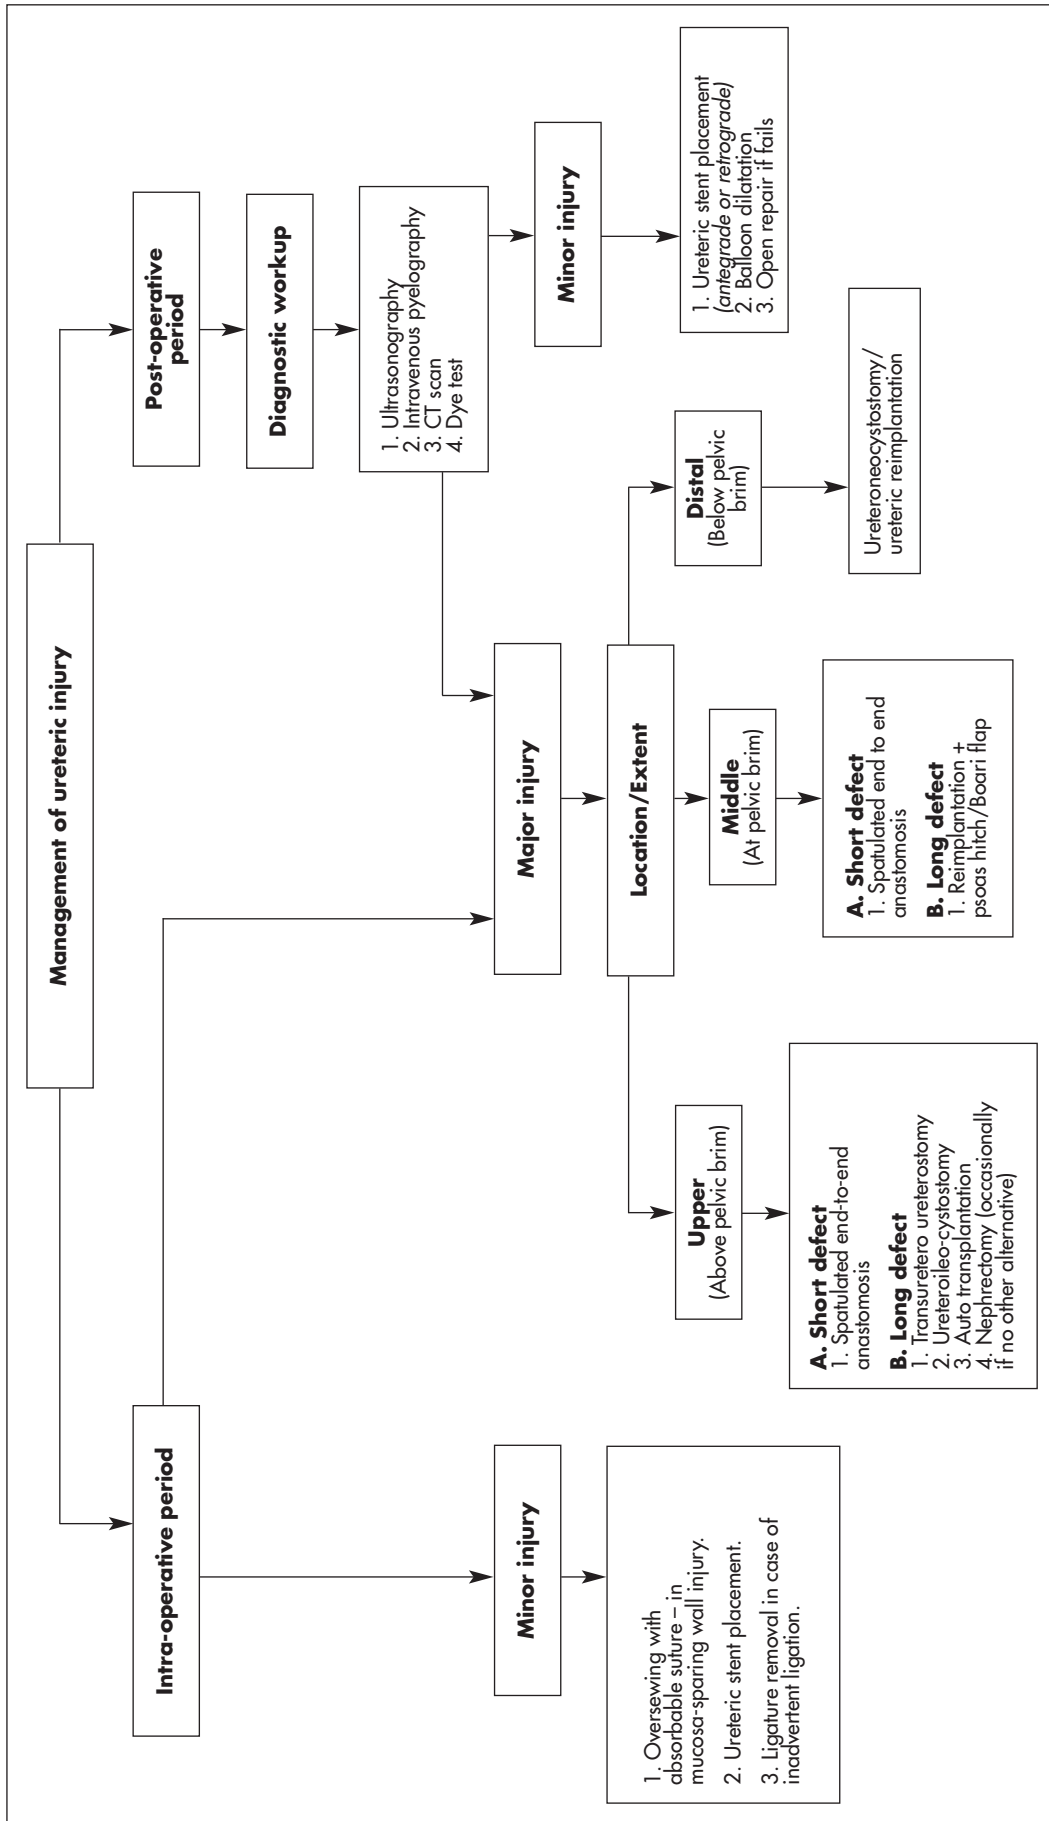 Management of ureteric injury
Intra-operative period
Post-operative
period
Diagnostic workup
1. Ultrasonography
2. Intravenous pyelography
3. CT scan
4. Dye test
Minor injury
Major injury
Minor injury
1. Oversewing with
absorbable suture – in
mucosa-sparing wall injury.
2. Ureteric stent placement.
3. Ligature removal in case of
inadvertent ligation.
Location/Extent
1. Ureteric stent placement
(antegrade or retrograde)
2. Balloon dilatation
3. Open repair if fails
Upper
(Above pelvic brim)
Middle
(At pelvic brim)
Distal
(Below pelvic
brim)
A. Short defect
1. Spatulated end-to-end
anastomosis
B. Long defect
1. Transuretero ureterostomy
2. Ureteroileo-cystostomy
3. Auto transplantation
4. Nephrectomy (occasionally
if no other alternative)
A. Short defect
1. Spatulated end to end
anastomosis
B. Long defect
1. Reimplantation +
psoas hitch/Boari flap
Ureteroneocystostomy/
ureteric reimplantation